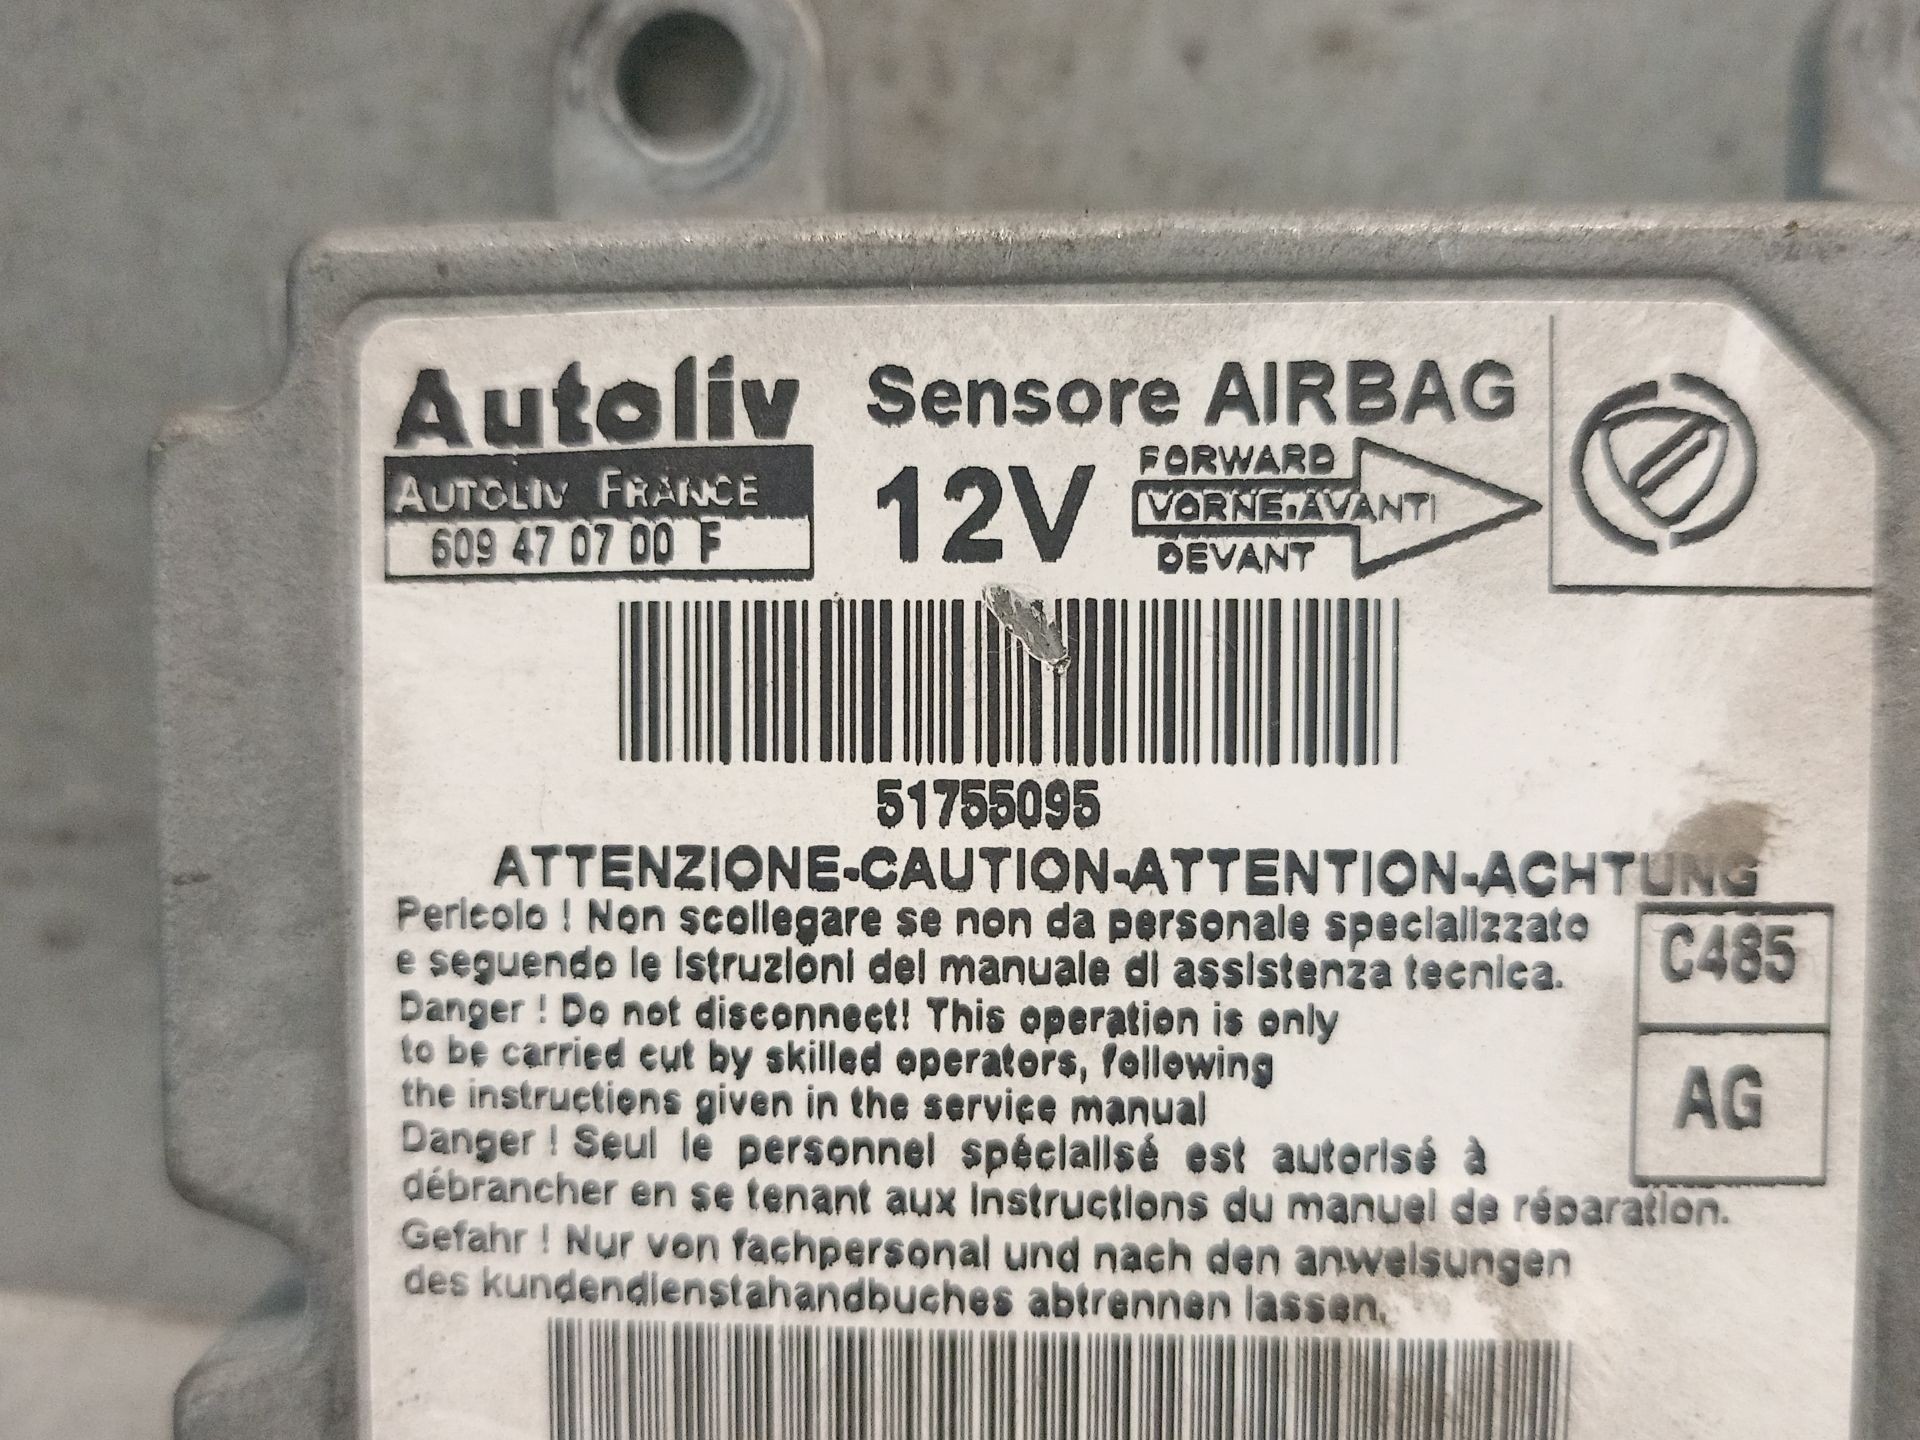 Autoliv
AUTOLIV FRANCE
609 47 07 00 F
Sensore AIRBAG
12V
FORWARD
VORNE-AVANTI
DEVANT
51755095
ATTENZIONE-CAUTION-ATTENTION-ACHTUNG
Pericolo ! Non scollegare se non da personale specializzato
e seguendo le istruzioni del manuale di assistenza tecnica.
Danger ! Do not disconnect! This operation is only
to be carried out by skilled operators, following
the instructions given in the service manual
Danger ! Seul le personnel spécialisé est autorisé à
débrancher en se tenant aux instructions du manuel de réparation.
Gefahr ! Nur von fachpersonal und nach den anweisungen
des kundendienstahandbuches abtrennen lassen.
C485
AG